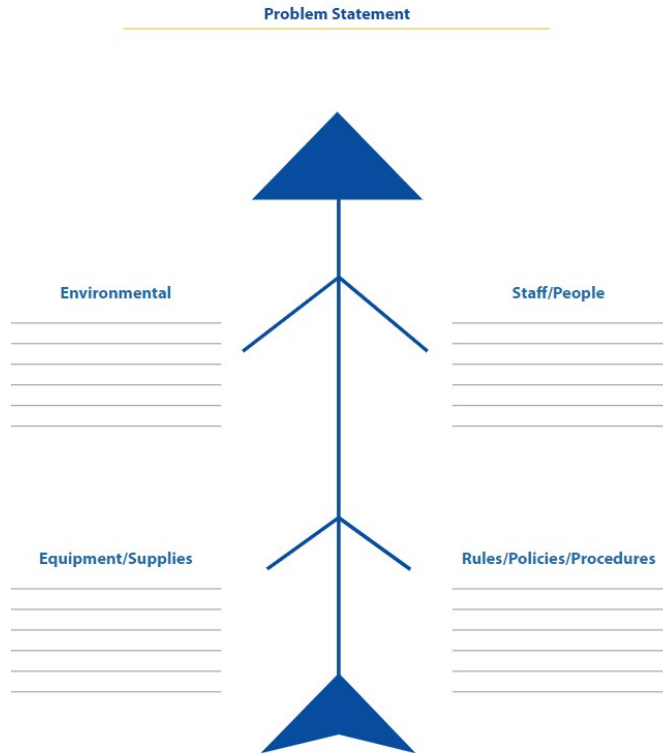 Problem Statement
Environmental
Staff/People
Equipment/Supplies
Rules/Policies/Procedures